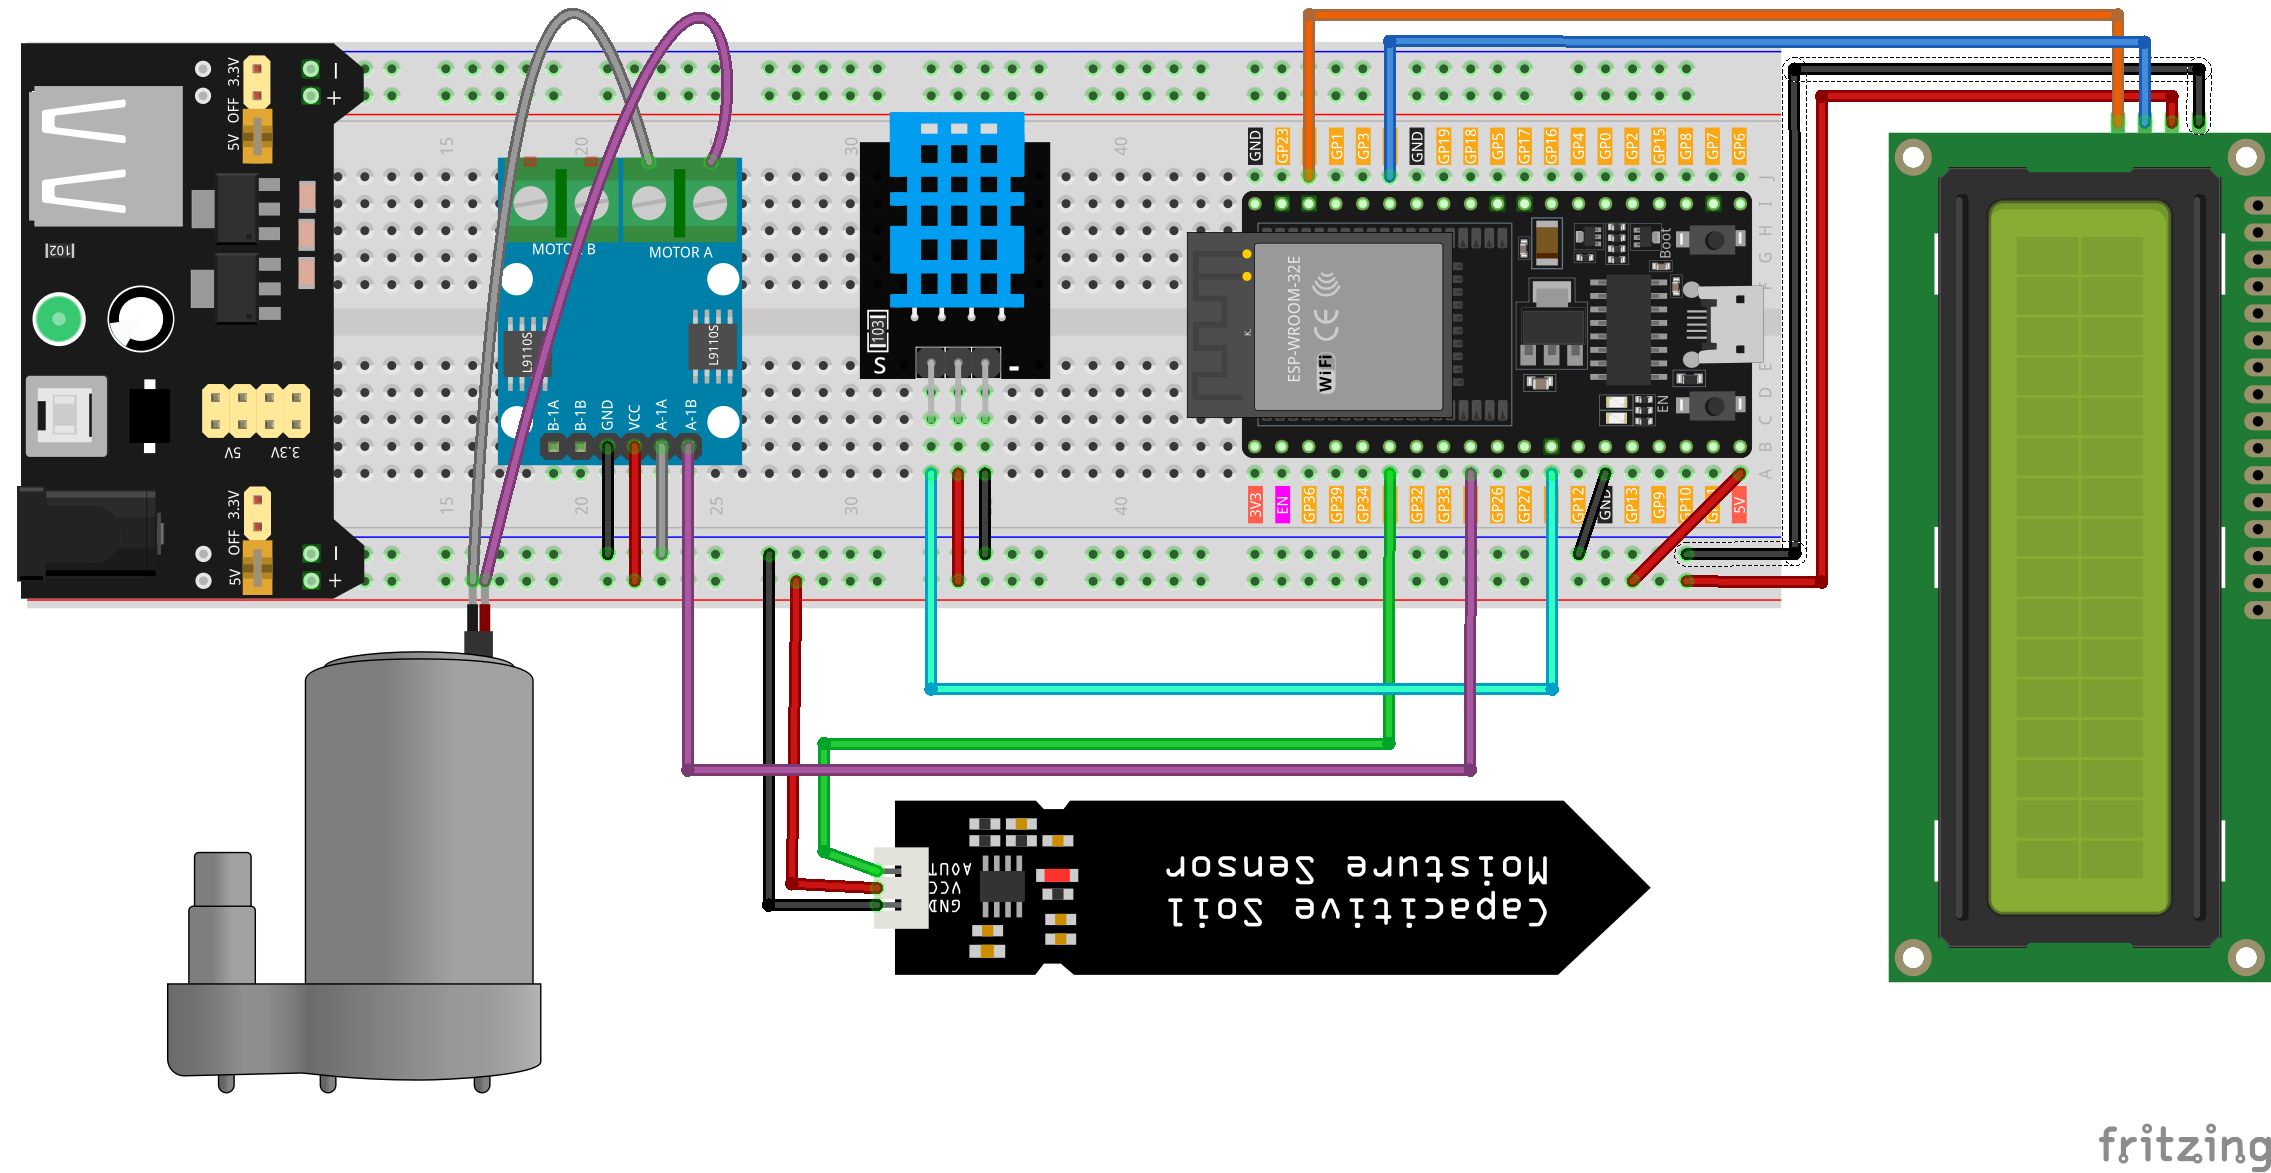 3.3V
OFF
5V
-
+
102
5V
3.3V
3.3V
OFF
5V
-
+
15
20
30
40
15
20
25
30
40
J
I
H
G
E
D
C
B
A
MOTOR B
MOTOR A
L9110S
L9110S
B-1A
B-1B
GND
VCC
A-1A
A-1B
103
S
-
GND
GP23
GP1
GP3
GND
GP19
GP18
GP5
GP17
GP16
GP4
GP0
GP2
GP15
GP8
GP7
GP6
ESP-WROOM-32E
CE
WiFi
K.
Boot
EN
3V3
EN
GP36
GP39
GP34
GP32
GP33
GP26
GP27
GP12
GND
GP13
GP9
GP10
5V
AOUT
VCC
GND
Capacitive Soil
Moisture Sensor
fritzing